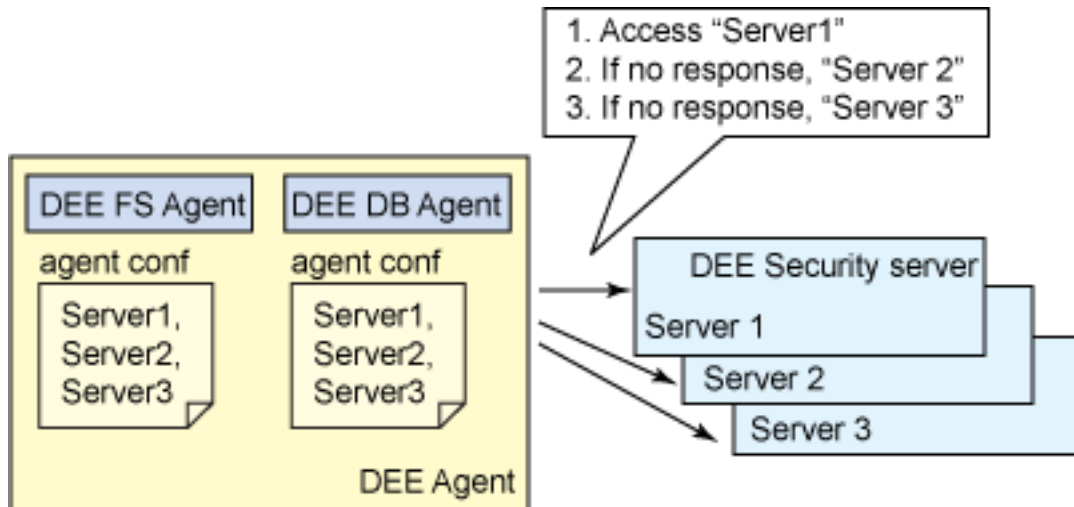 1. Access “Server1”
2. If no response, “Server 2”
3. If no response, “Server 3”
DEE FS Agent
DEE DB Agent
agent conf
agent conf
Server1,
Server2,
Server3
Server1,
Server2,
Server3
DEE Agent
DEE Security server
Server 1
Server 2
Server 3